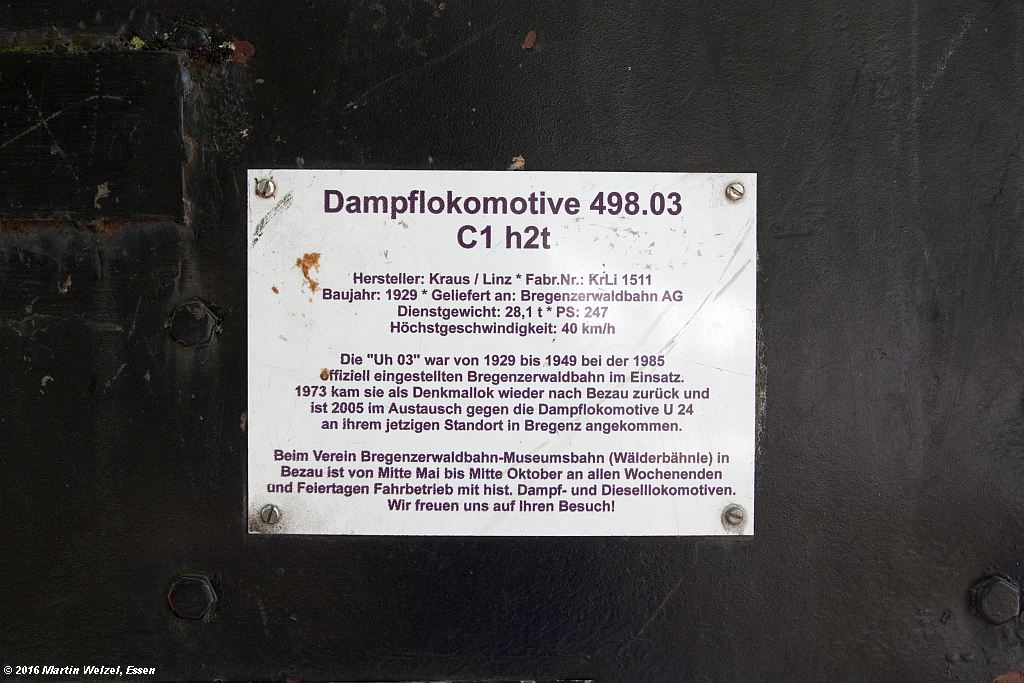 Dampflokomotive 498.03
C1 h2t
Hersteller: Kraus / Linz * Fabr.Nr.: KrLi 1511
Baujahr: 1929 * Geliefert an: Bregenzerwaldbahn AG
Dienstgewicht: 28,1 t * PS: 247
Höchstgeschwindigkeit: 40 km/h
Die "Uh 03" war von 1929 bis 1949 bei der 1985
offiziell eingestellten Bregenzerwaldbahn im Einsatz.
1973 kam sie als Denkmallok wieder nach Bezau zurück und
ist 2005 im Austausch gegen die Dampflokomotive U 24
an ihrem jetzigen Standort in Bregenz angekommen.
Beim Verein Bregenzerwaldbahn-Museumsbahn (Wälderbähnle) in
Bezau ist von Mitte Mai bis Mitte Oktober an allen Wochenenden
und Feiertagen Fahrbetrieb mit hist. Dampf- und Diesellokomotiven.
Wir freuen uns auf Ihren Besuch!
© 2016 Martin Welzel, Essen